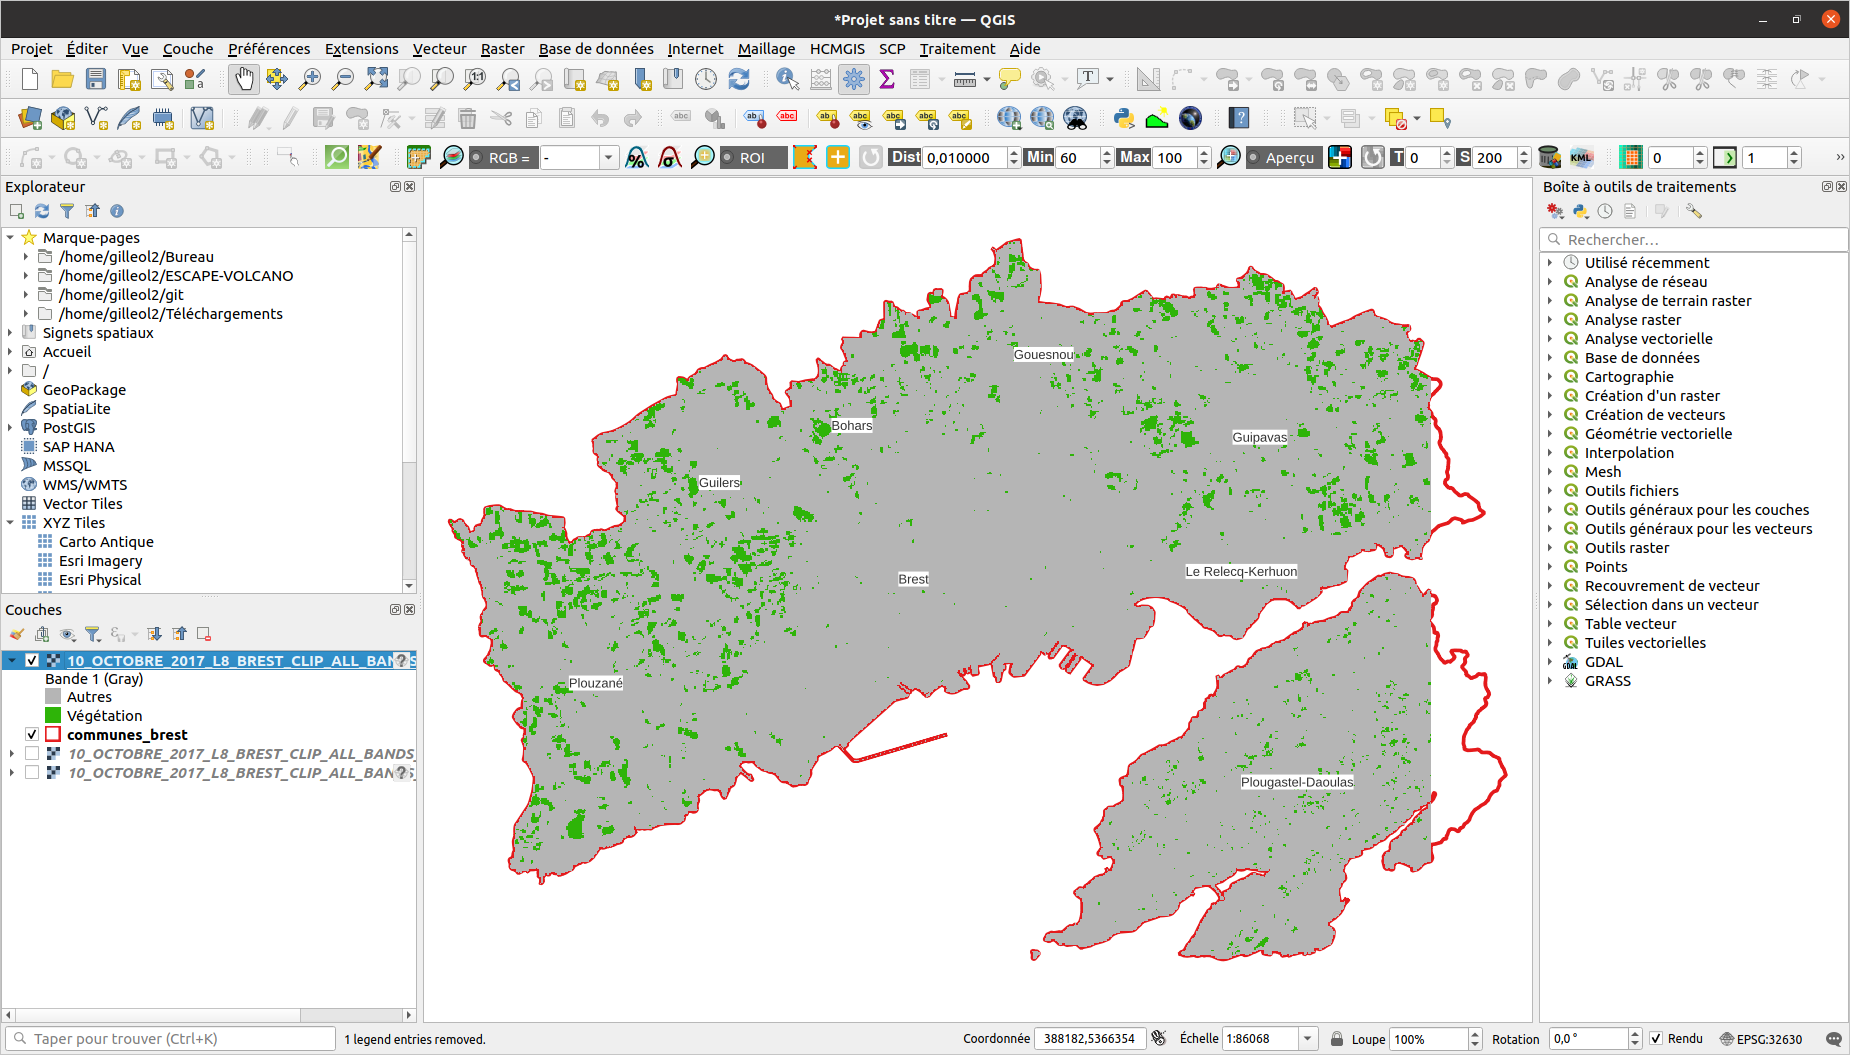 *Projet sans titre — QGIS
Projet Éditer Vue Couche Préférences Extensions Vecteur Raster Base de données Internet Maillage HCMGIS SCP Traitement Aide
RGB = - ROI Dist 0,010000 Min 60 Max 100 Aperçu T 0 S 200 KML 0 1 »
Explorateur
Marque-pages
/home/gilleol2/Bureau
/home/gilleol2/ESCAPE-VOLCANO
/home/gilleol2/git
/home/gilleol2/Téléchargements
Signets spatiaux
Accueil
/
GeoPackage
SpatiaLite
PostGIS
SAP HANA
MSSQL
WMS/WMTS
Vector Tiles
XYZ Tiles
Carto Antique
Esri Imagery
Esri Physical
Couches
10_OCTOBRE_2017_L8_BREST_CLIP_ALL_BANDS
Bande 1 (Gray)
Autres
Végétation
communes_brest
10_OCTOBRE_2017_L8_BREST_CLIP_ALL_BANDS_
10_OCTOBRE_2017_L8_BREST_CLIP_ALL_BANDS_
Gouesnou
Bohars
Guipavas
Guilers
Le Relecq-Kerhuon
Brest
Plouzané
Plougastel-Daoulas
Boîte à outils de traitements
Rechercher…
Utilisé récemment
Analyse de réseau
Analyse de terrain raster
Analyse raster
Analyse vectorielle
Base de données
Cartographie
Création d'un raster
Création de vecteurs
Géométrie vectorielle
Interpolation
Mesh
Outils fichiers
Outils généraux pour les couches
Outils généraux pour les vecteurs
Outils raster
Points
Recouvrement de vecteur
Sélection dans un vecteur
Table vecteur
Tuiles vectorielles
GDAL
GRASS
Taper pour trouver (Ctrl+K) 1 legend entries removed. Coordonnée 388182,5366354 Échelle 1:86068 Loupe 100% Rotation 0,0 ° Rendu EPSG:32630